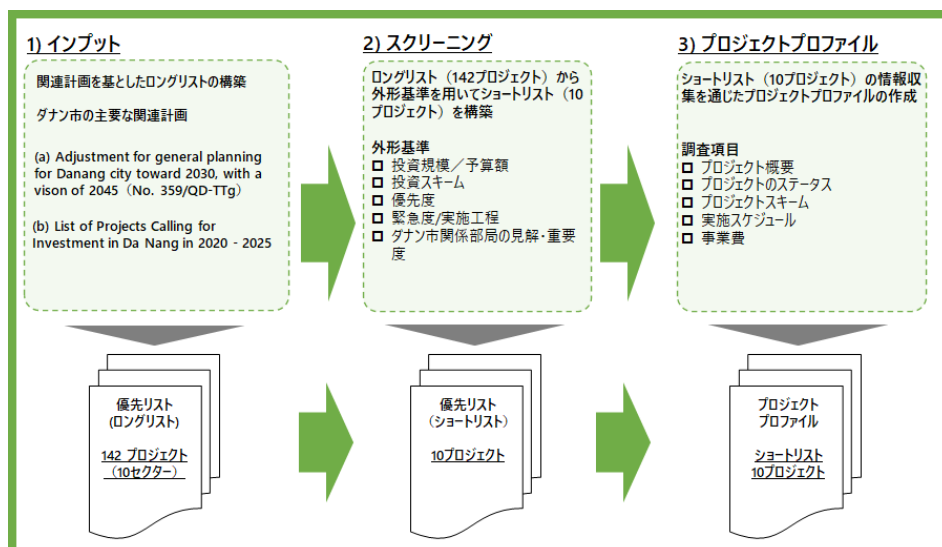 1) インプット
関連計画を基としたロングリストの構築
ダナン市の主要な関連計画
(a) Adjustment for general planning
for Danang city toward 2030, with a
vison of 2045（No. 359/QD-TTg）
(b) List of Projects Calling for
Investment in Da Nang in 2020 - 2025
2) スクリーニング
ロングリスト（142プロジェクト）から
外形基準を用いてショートリスト（10
プロジェクト）を構築
外形基準
投資規模／予算額
投資スキーム
優先度
緊急度/実施工程
ダナン市関係部局の見解・重要
度
3) プロジェクトプロファイル
ショートリスト（10プロジェクト）の情報収
集を通じたプロジェクトプロファイルの作成
調査項目
プロジェクト概要
プロジェクトのステータス
プロジェクトスキーム
実施スケジュール
事業費
優先リスト
(ロングリスト)
142 プロジェクト
（10セクター）
優先リスト
（ショートリスト）
10プロジェクト
プロジェクト
プロファイル
ショートリスト
10プロジェクト